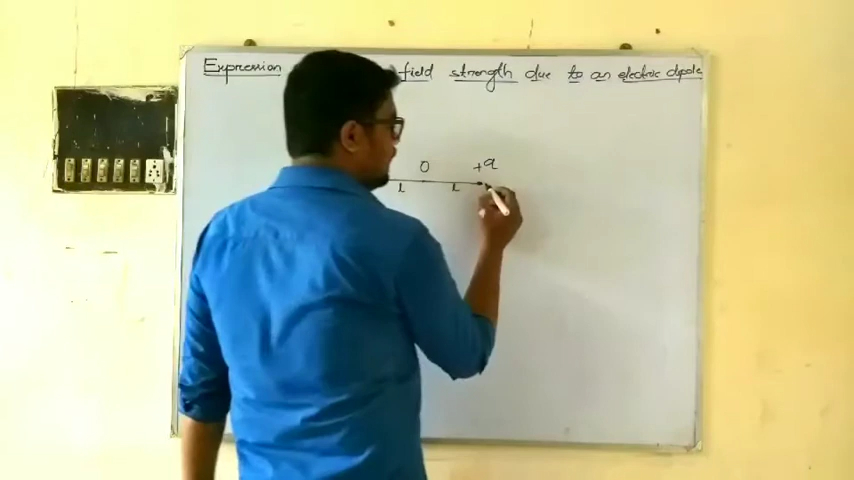 Expression field strength due to an electric dipole
O +q
l l